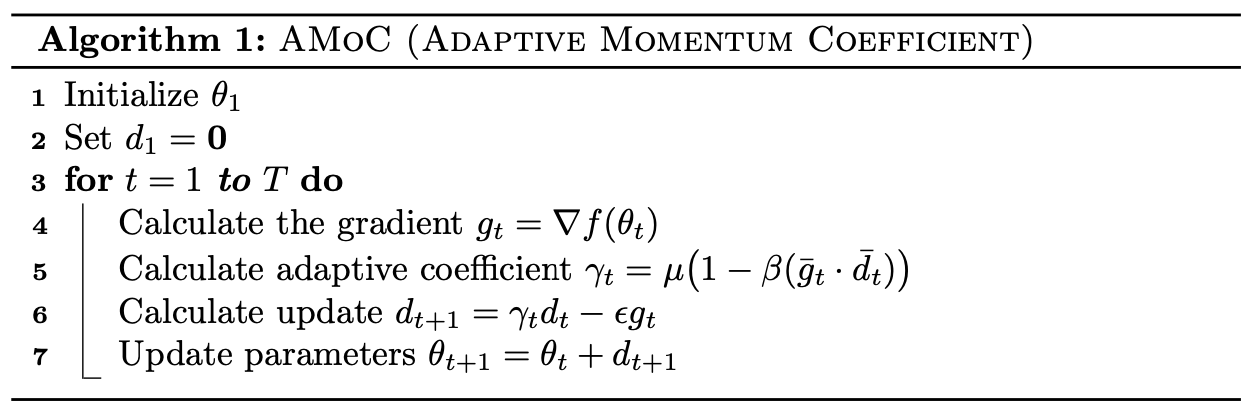 Algorithm 1: AMoC (Adaptive Momentum Coefficient)
1 Initialize θ₁
2 Set d₁ = 0
3 for t = 1 to T do
4 Calculate the gradient gₜ = ∇f(θₜ)
5 Calculate adaptive coefficient γₜ = μ(1 − β(ḡₜ · d̄ₜ))
6 Calculate update dₜ₊₁ = γₜdₜ − ϵgₜ
7 Update parameters θₜ₊₁ = θₜ + dₜ₊₁